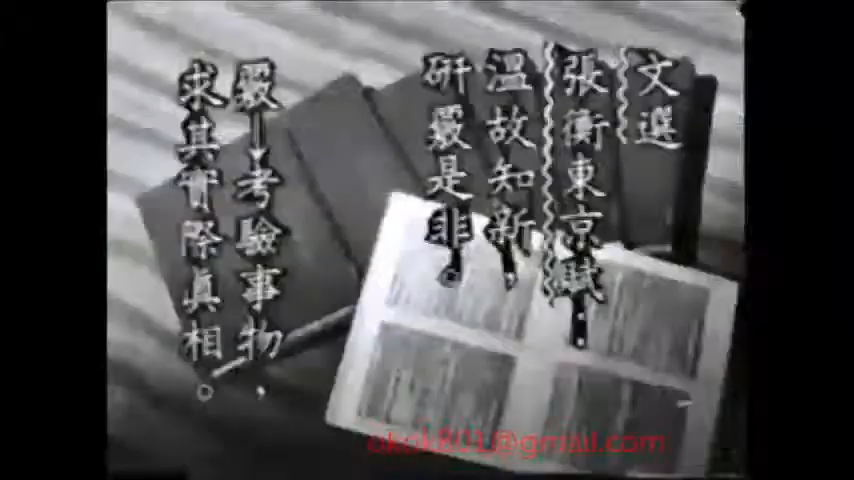 文選
張衡東京賦：
溫故知新，
研覈是非。
覈↓考驗事物，
求其實際真相。
okok801@gmail.com